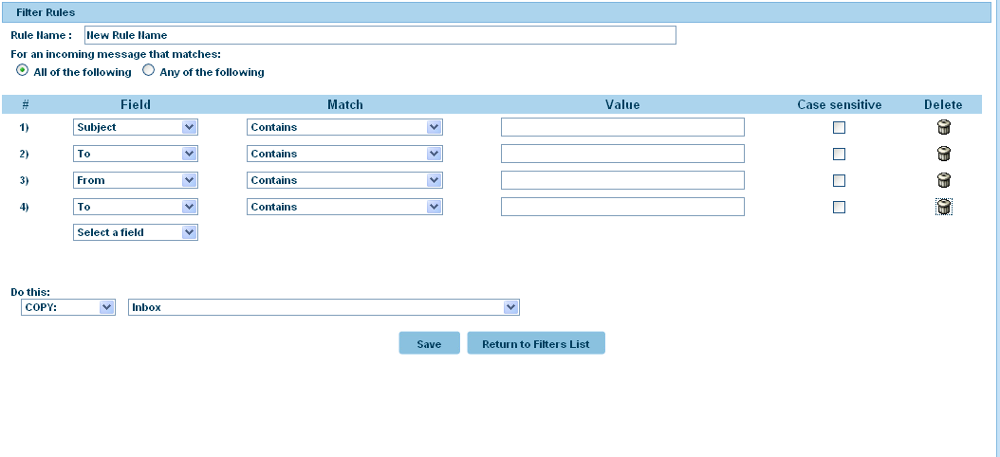 Filter Rules
Rule Name : New Rule Name
For an incoming message that matches:
All of the following Any of the following
# Field Match Value Case sensitive Delete
1) Subject Contains
2) To Contains
3) From Contains
4) To Contains
Select a field
Do this:
COPY: Inbox
Save Return to Filters List